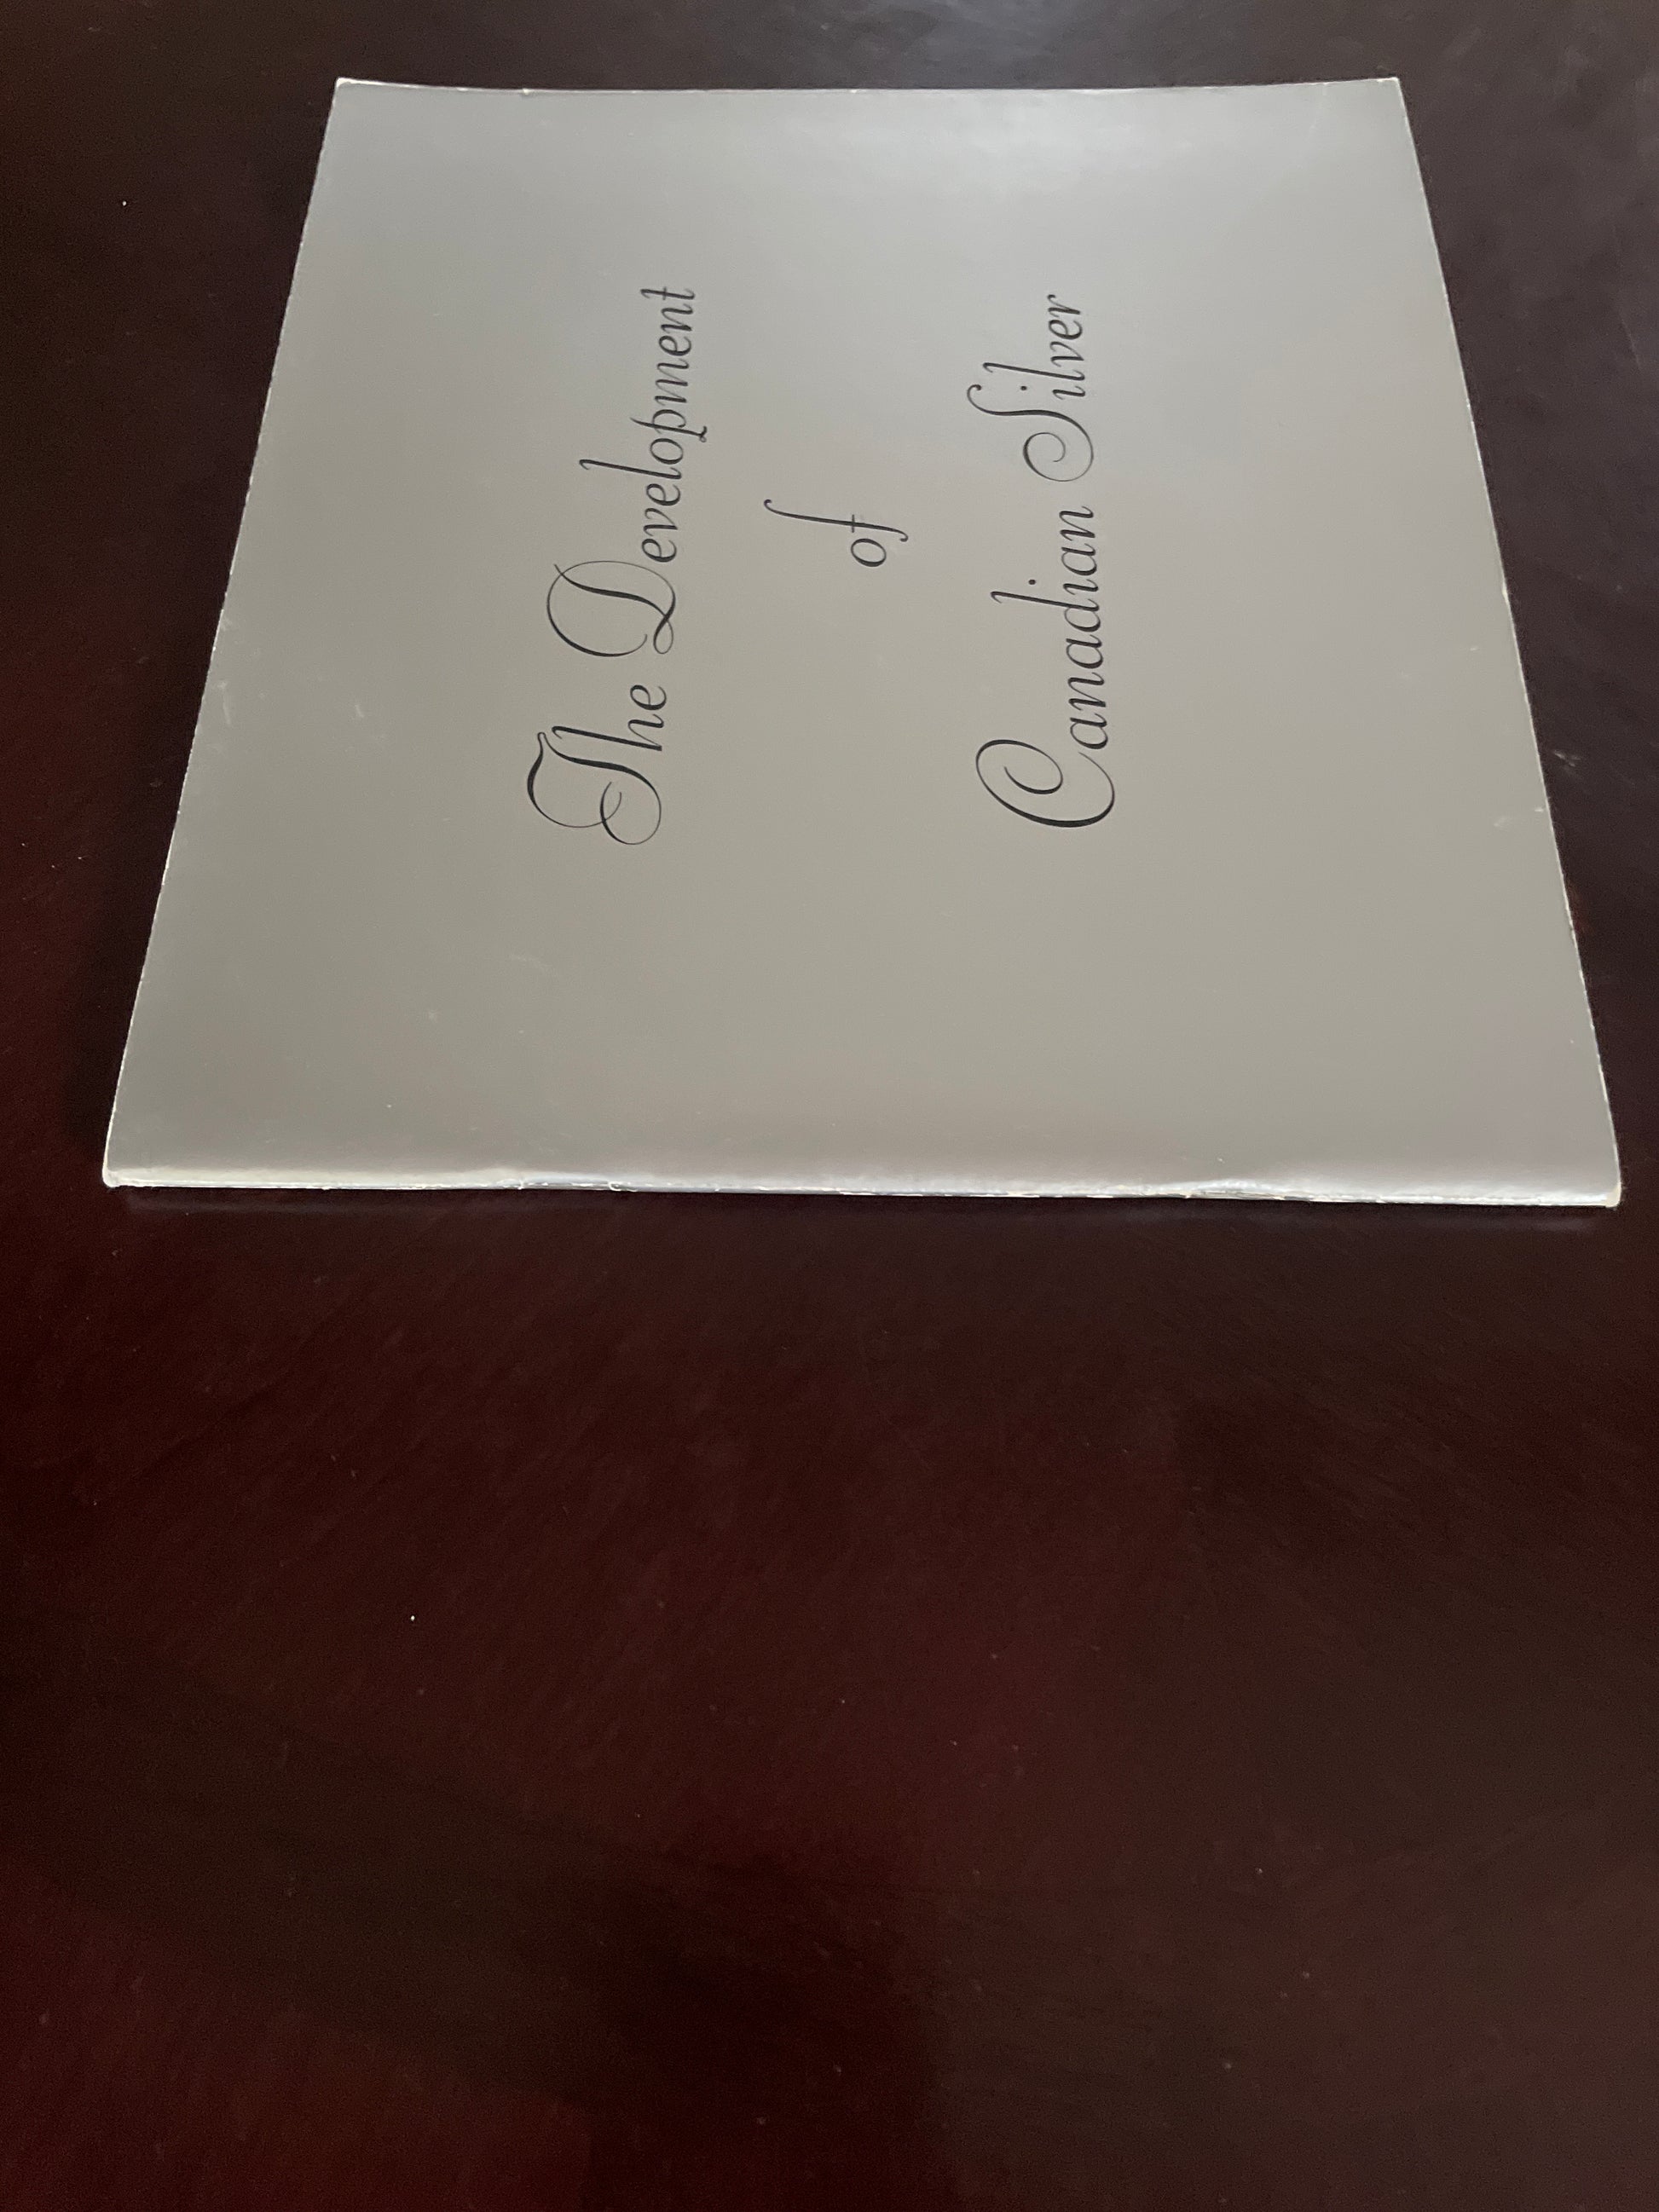 The Development
of
Canadian Silver